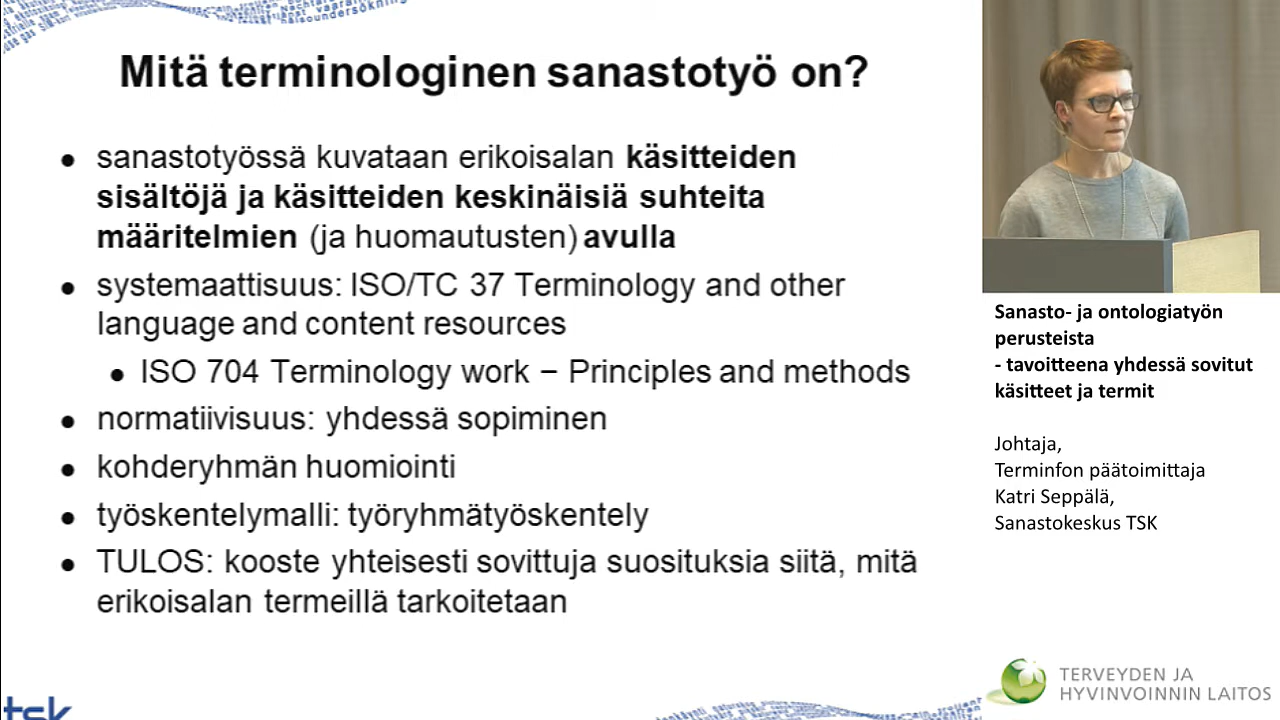 Mitä terminologinen sanastotyö on?
● sanastotyössä kuvataan erikoisalan käsitteiden
sisältöjä ja käsitteiden keskinäisiä suhteita
määritelmien (ja huomautusten) avulla
● systemaattisuus: ISO/TC 37 Terminology and other
language and content resources
● ISO 704 Terminology work − Principles and methods
● normatiivisuus: yhdessä sopiminen
● kohderyhmän huomiointi
● työskentelymalli: työryhmätyöskentely
● TULOS: kooste yhteisesti sovittuja suosituksia siitä, mitä
erikoisalan termeillä tarkoitetaan
tsk
Sanasto- ja ontologiatyön
perusteista
- tavoitteena yhdessä sovitut
käsitteet ja termit
Johtaja,
Terminfon päätoimittaja
Katri Seppälä,
Sanastokeskus TSK
TERVEYDEN JA
HYVINVOINNIN LAITOS